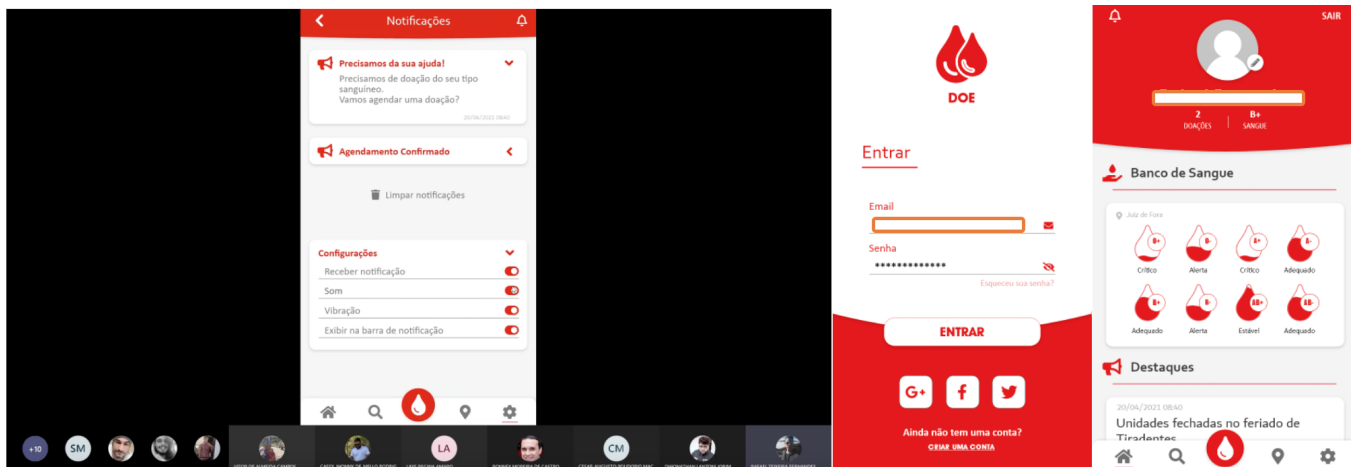 Notificações
Precisamos da sua ajuda!
Precisamos de doação do seu tipo
sanguíneo.
Vamos agendar uma doação?
20/04/2021 08:40
Agendamento Confirmado
Limpar notificações
Configurações
Receber notificação
Som
Vibração
Exibir na barra de notificação
+10
SM
LA
CM
DOE
Entrar
Email
Senha
*************
Esqueceu sua senha?
ENTRAR
G+
f
Ainda não tem uma conta?
CRIAR UMA CONTA
SAIR
2
DOAÇÕES
B+
SANGUE
Banco de Sangue
Juiz de Fora
A+
A-
Crítico
Alerta
Crítico
Adequado
B+
B-
AB+
AB-
Adequado
Alerta
Estável
Adequado
Destaques
20/04/2021 08:40
Unidades fechadas no feriado de
Tiradentes